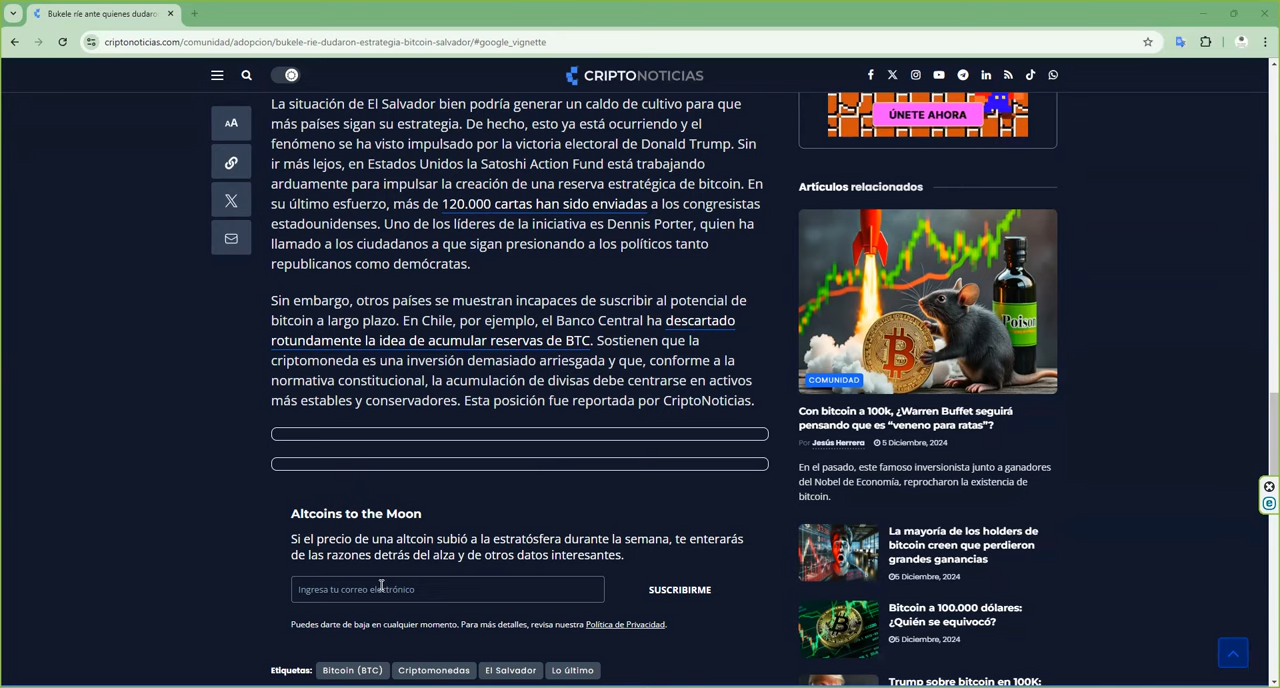 Bukele ríe ante quienes dudaro
criptonoticias.com/comunidad/adopcion/bukele-rie-dudaron-estrategia-bitcoin-salvador/#google_vignette
CRIPTONOTICIAS
AA
La situación de El Salvador bien podría generar un caldo de cultivo para que
más países sigan su estrategia. De hecho, esto ya está ocurriendo y el
fenómeno se ha visto impulsado por la victoria electoral de Donald Trump. Sin
ir más lejos, en Estados Unidos la Satoshi Action Fund está trabajando
arduamente para impulsar la creación de una reserva estratégica de bitcoin. En
su último esfuerzo, más de 120.000 cartas han sido enviadas a los congresistas
estadounidenses. Uno de los líderes de la iniciativa es Dennis Porter, quien ha
llamado a los ciudadanos a que sigan presionando a los políticos tanto
republicanos como demócratas.
Sin embargo, otros países se muestran incapaces de suscribir al potencial de
bitcoin a largo plazo. En Chile, por ejemplo, el Banco Central ha descartado
rotundamente la idea de acumular reservas de BTC. Sostienen que la
criptomoneda es una inversión demasiado arriesgada y que, conforme a la
normativa constitucional, la acumulación de divisas debe centrarse en activos
más estables y conservadores. Esta posición fue reportada por CriptoNoticias.
Altcoins to the Moon
Si el precio de una altcoin subió a la estratósfera durante la semana, te enterarás
de las razones detrás del alza y de otros datos interesantes.
Ingresa tu correo electrónico
SUSCRIBIRME
Puedes darte de baja en cualquier momento. Para más detalles, revisa nuestra Política de Privacidad.
Etiquetas: Bitcoin (BTC) Criptomonedas El Salvador Lo último
ÚNETE AHORA
Artículos relacionados
Poison
COMUNIDAD
Con bitcoin a 100k, ¿Warren Buffet seguirá
pensando que es “veneno para ratas”?
Por Jesús Herrera 5 Diciembre, 2024
En el pasado, este famoso inversionista junto a ganadores
del Nobel de Economía, reprocharon la existencia de
bitcoin.
La mayoría de los holders de
bitcoin creen que perdieron
grandes ganancias
5 Diciembre, 2024
Bitcoin a 100.000 dólares:
¿Quién se equivocó?
5 Diciembre, 2024
Trump sobre bitcoin en 100K: